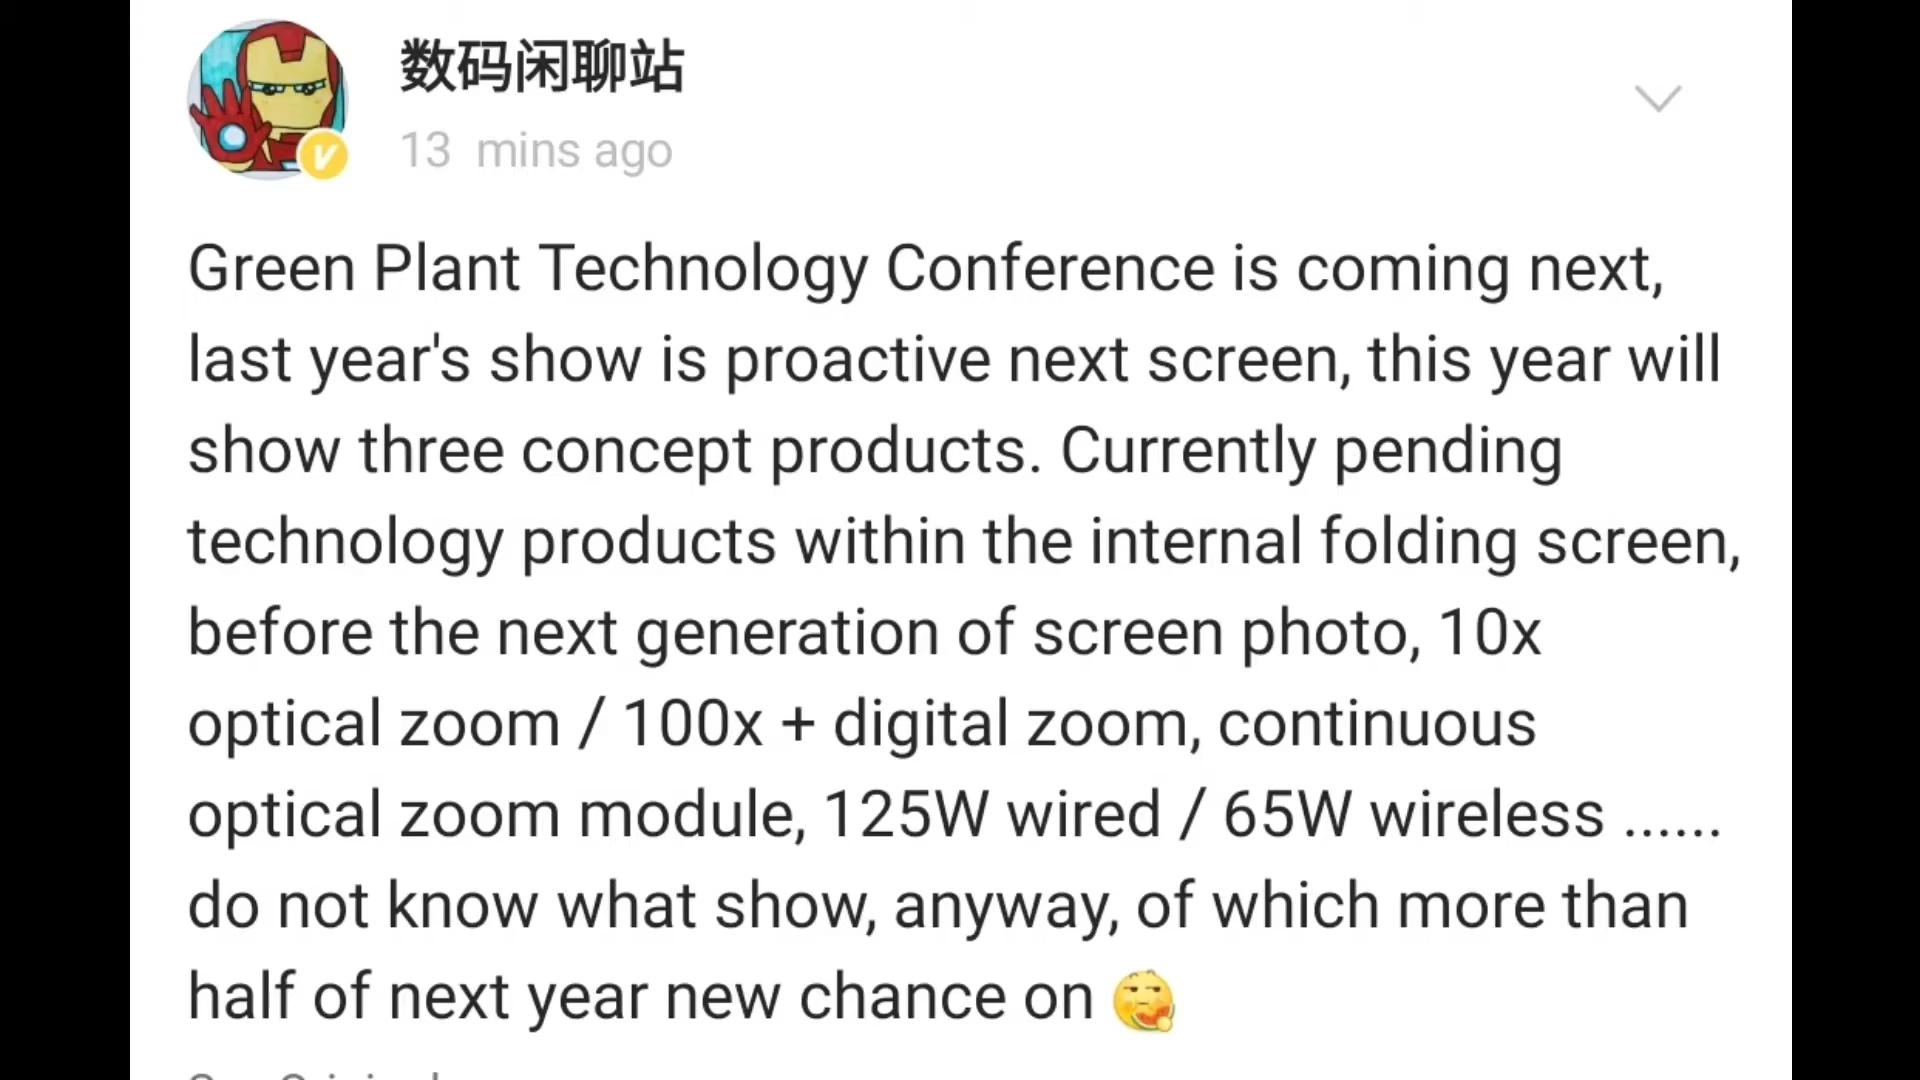 数码闲聊站
13 mins ago
Green Plant Technology Conference is coming next,
last year's show is proactive next screen, this year will
show three concept products. Currently pending
technology products within the internal folding screen,
before the next generation of screen photo, 10x
optical zoom / 100x + digital zoom, continuous
optical zoom module, 125W wired / 65W wireless ......
do not know what show, anyway, of which more than
half of next year new chance on